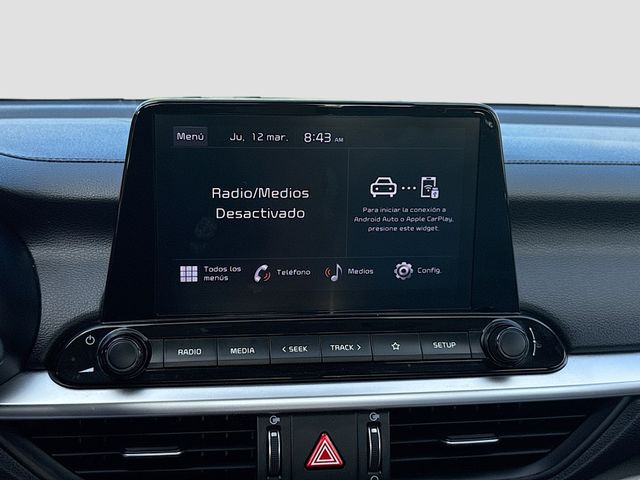 Menú Ju, 12 mar. 8:43 AM
Radio/Medios
Desactivado
Para iniciar la conexión a
Android Auto o Apple CarPlay,
presione este widget.
Todos los
menús
Teléfono
Medios
Config.
RADIO MEDIA < SEEK TRACK > SETUP